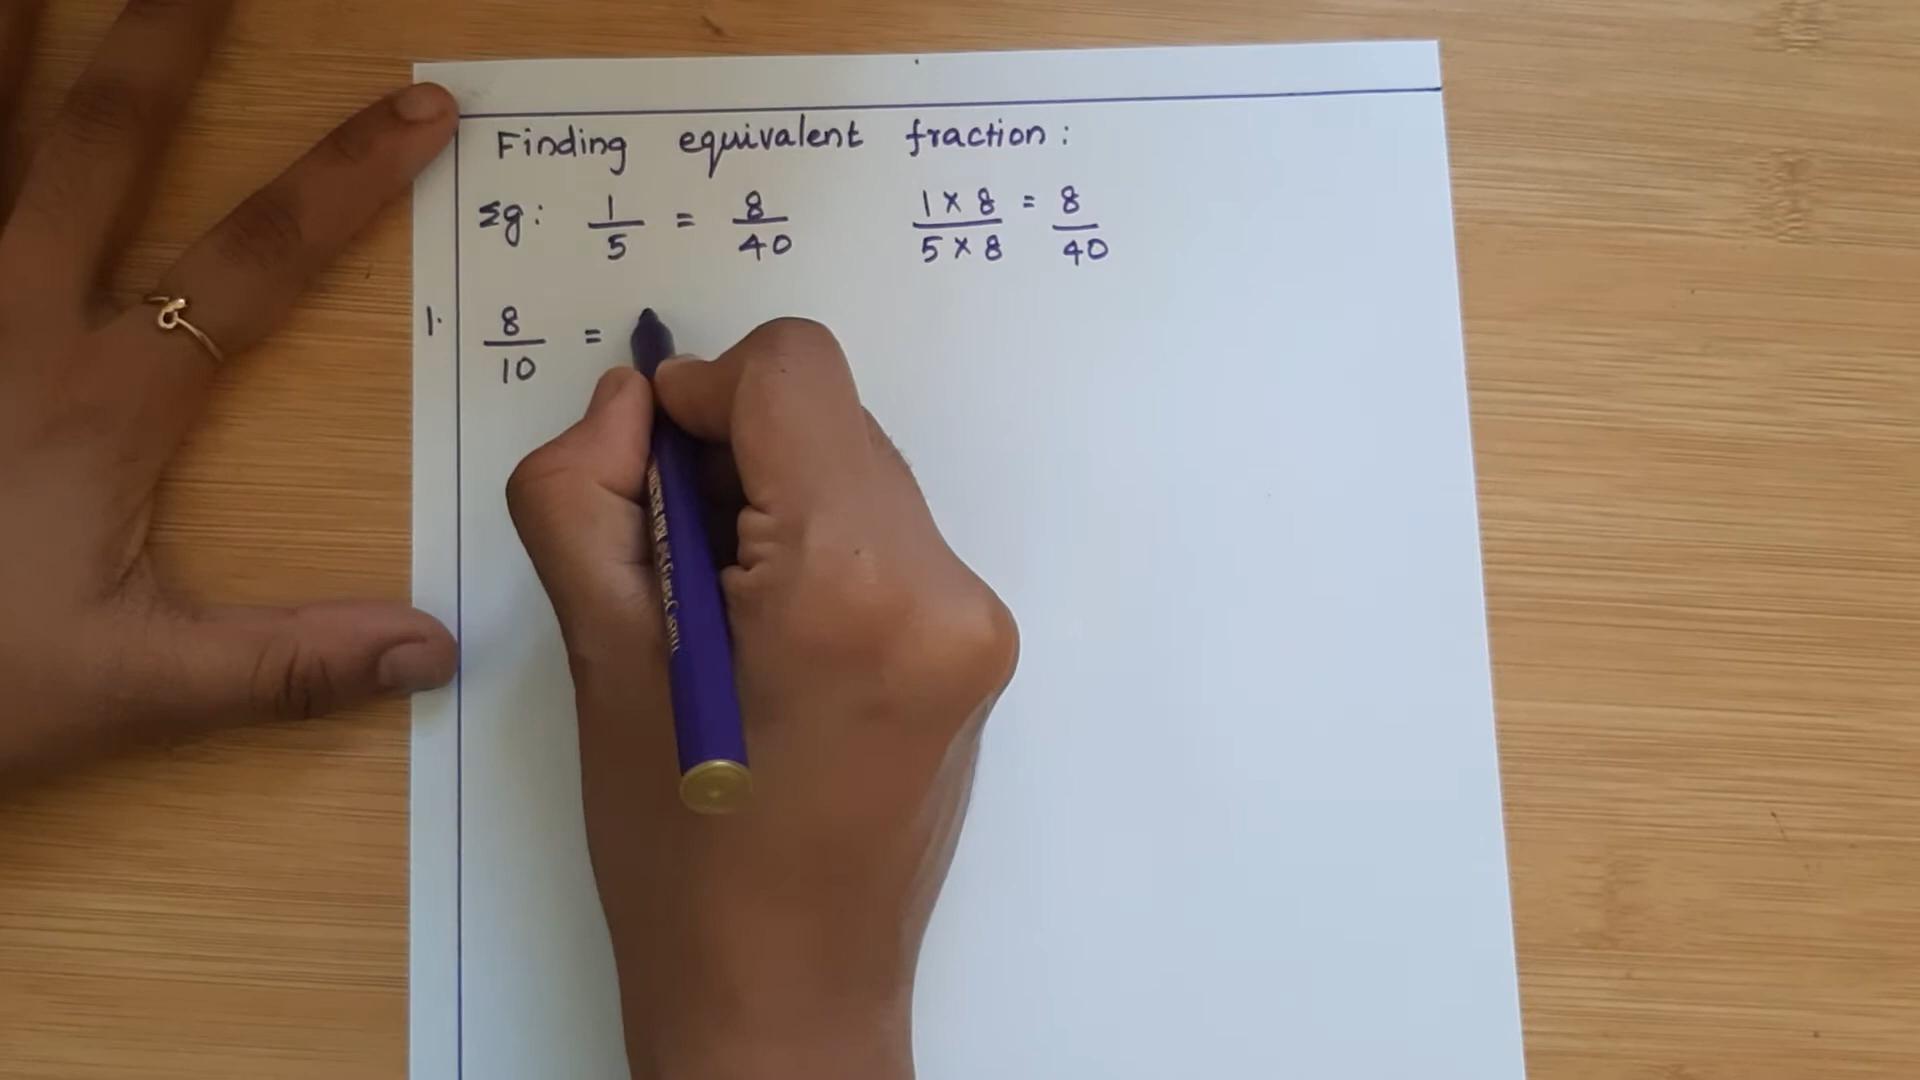 Finding equivalent fraction:
Eg: 1/5 = 8/40 1 × 8 / 5 × 8 = 8/40
1. 8/10 =